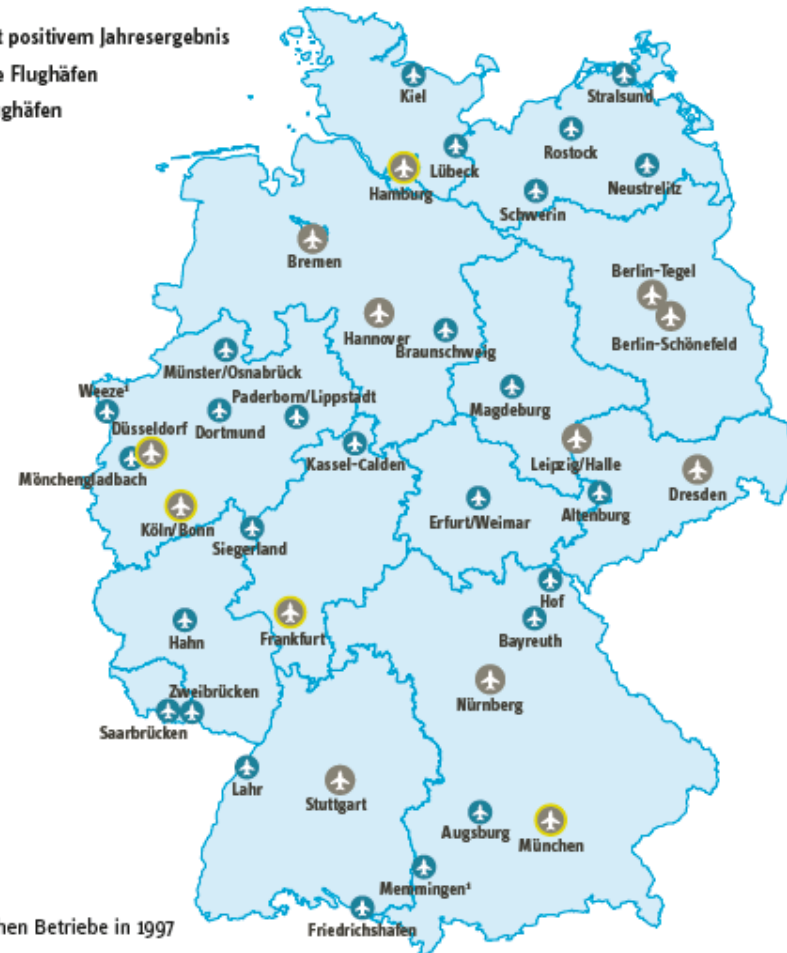 t positivem Jahresergebnis
e Flughäfen
ghäfen
Kiel
Stralsund
Rostock
Lübeck
Neustrelitz
Hamburg
Schwerin
Bremen
Berlin-Tegel
Hannover
Braunschweig
Berlin-Schönefeld
Münster/Osnabrück
Weeze¹
Paderborn/Lippstadt
Magdeburg
Düsseldorf
Dortmund
Kassel-Calden
Leipzig/Halle
Mönchengladbach
Dresden
Altenburg
Erfurt/Weimar
Köln/Bonn
Siegerland
Hof
Hahn
Frankfurt
Bayreuth
Zweibrücken
Nürnberg
Saarbrücken
Lahr
Stuttgart
Augsburg
München
Memmingen¹
Friedrichshafen
hen Betriebe in 1997